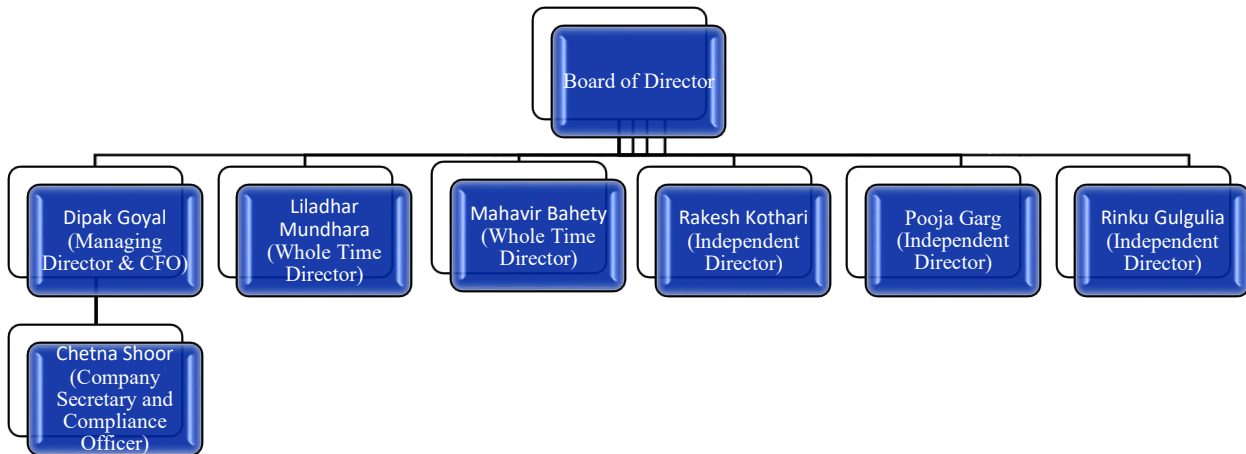 Board of Director
Dipak Goyal
(Managing
Director & CFO)
Liladhar
Mundhara
(Whole Time
Director)
Mahavir Bahety
(Whole Time
Director)
Rakesh Kothari
(Independent
Director)
Pooja Garg
(Independent
Director)
Rinku Gulgulia
(Independent
Director)
Chetna Shoor
(Company
Secretary and
Compliance
Officer)